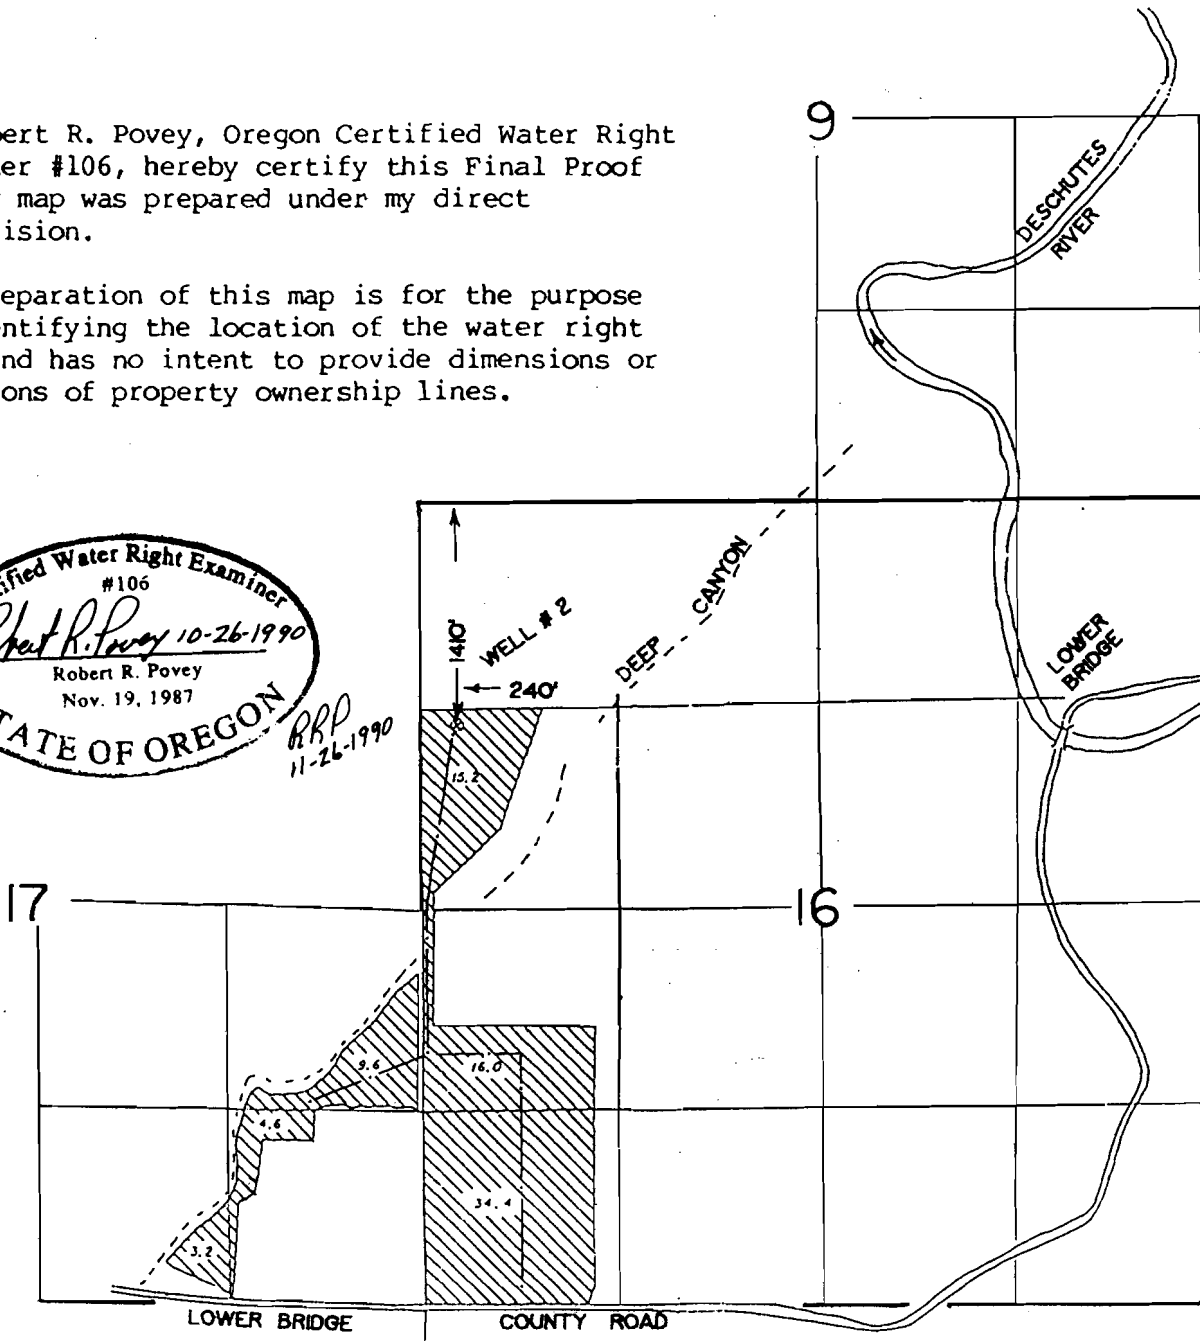 ert R. Povey, Oregon Certified Water Right
er #106, hereby certify this Final Proof
map was prepared under my direct
ision.
eparation of this map is for the purpose
ntifying the location of the water right
nd has no intent to provide dimensions or
ons of property ownership lines.
ified Water Right Examiner
#106
Robert R. Povey 10-26-1990
Robert R. Povey
Nov. 19, 1987
TATE OF OREGON
RRP
11-26-1990
9
DESCHUTES
RIVER
DEEP CANYON
1410'
WELL #2
240'
LOWER
BRIDGE
15.2
17
16
9.6
16.0
4.6
34.4
3.2
LOWER BRIDGE COUNTY ROAD